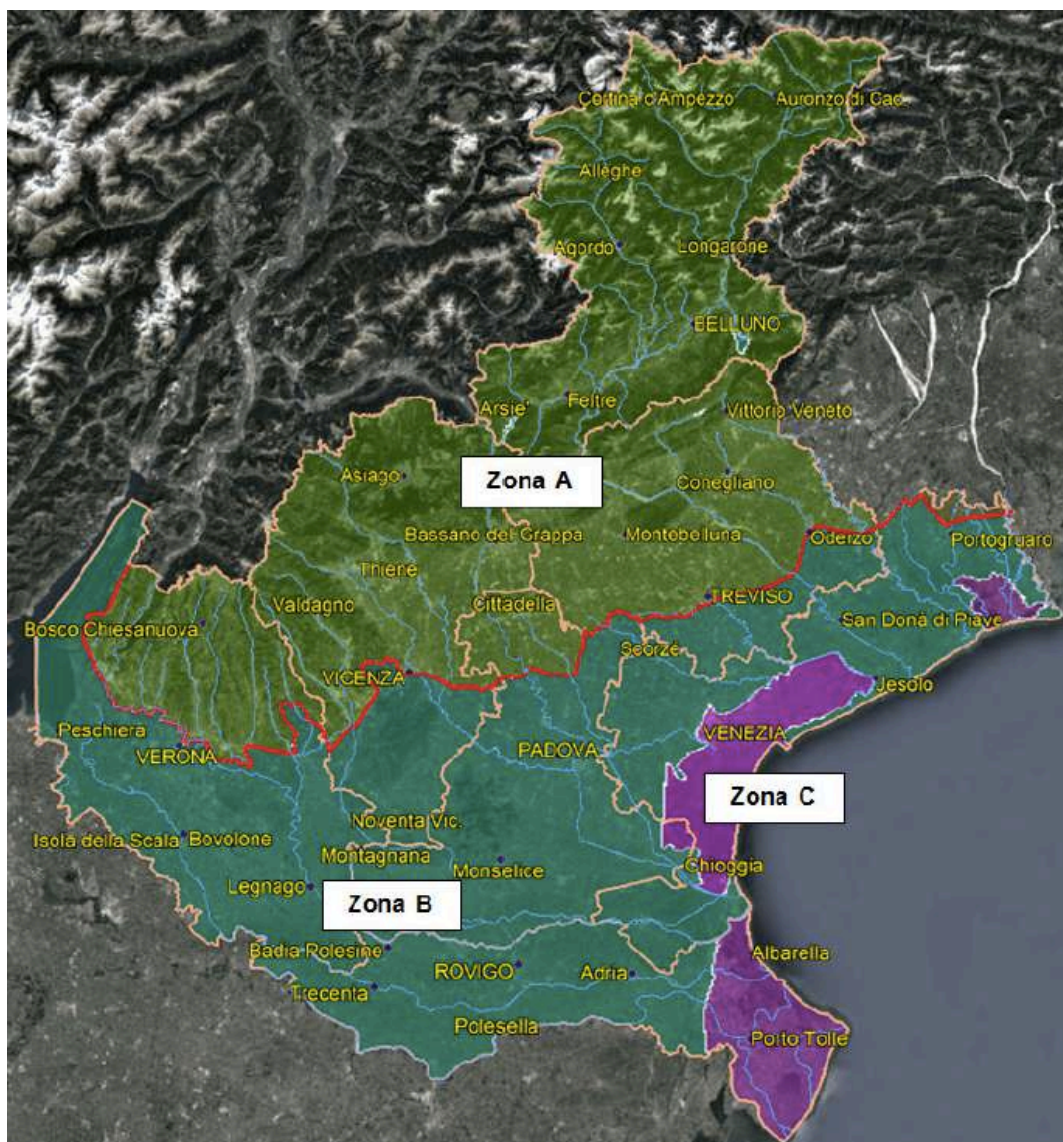 Cortina d'Ampezzo
Auronzo di Cad..
Alleghe
Agordo
Longarone
BELLUNO
Arsie'
Feltre
Vittorio Veneto
Asiago
Zona A
Conegliano
Bassano del Grappa
Montebelluna
Oderzo
Portogruaro
Thiene
Valdagno
Cittadella
TREVISO
San Donà di Piave
Bosco Chiesanuova
Scorzé
VICENZA
Jesolo
Peschiera
VERONA
PADOVA
VENEZIA
Zona C
Noventa Vic.
Isola della Scala
Bovolone
Montagnana
Monselice
Chioggia
Legnago
Zona B
Badia Polesine
ROVIGO
Adria
Albarella
Trecenta
Polesella
Porto Tolle